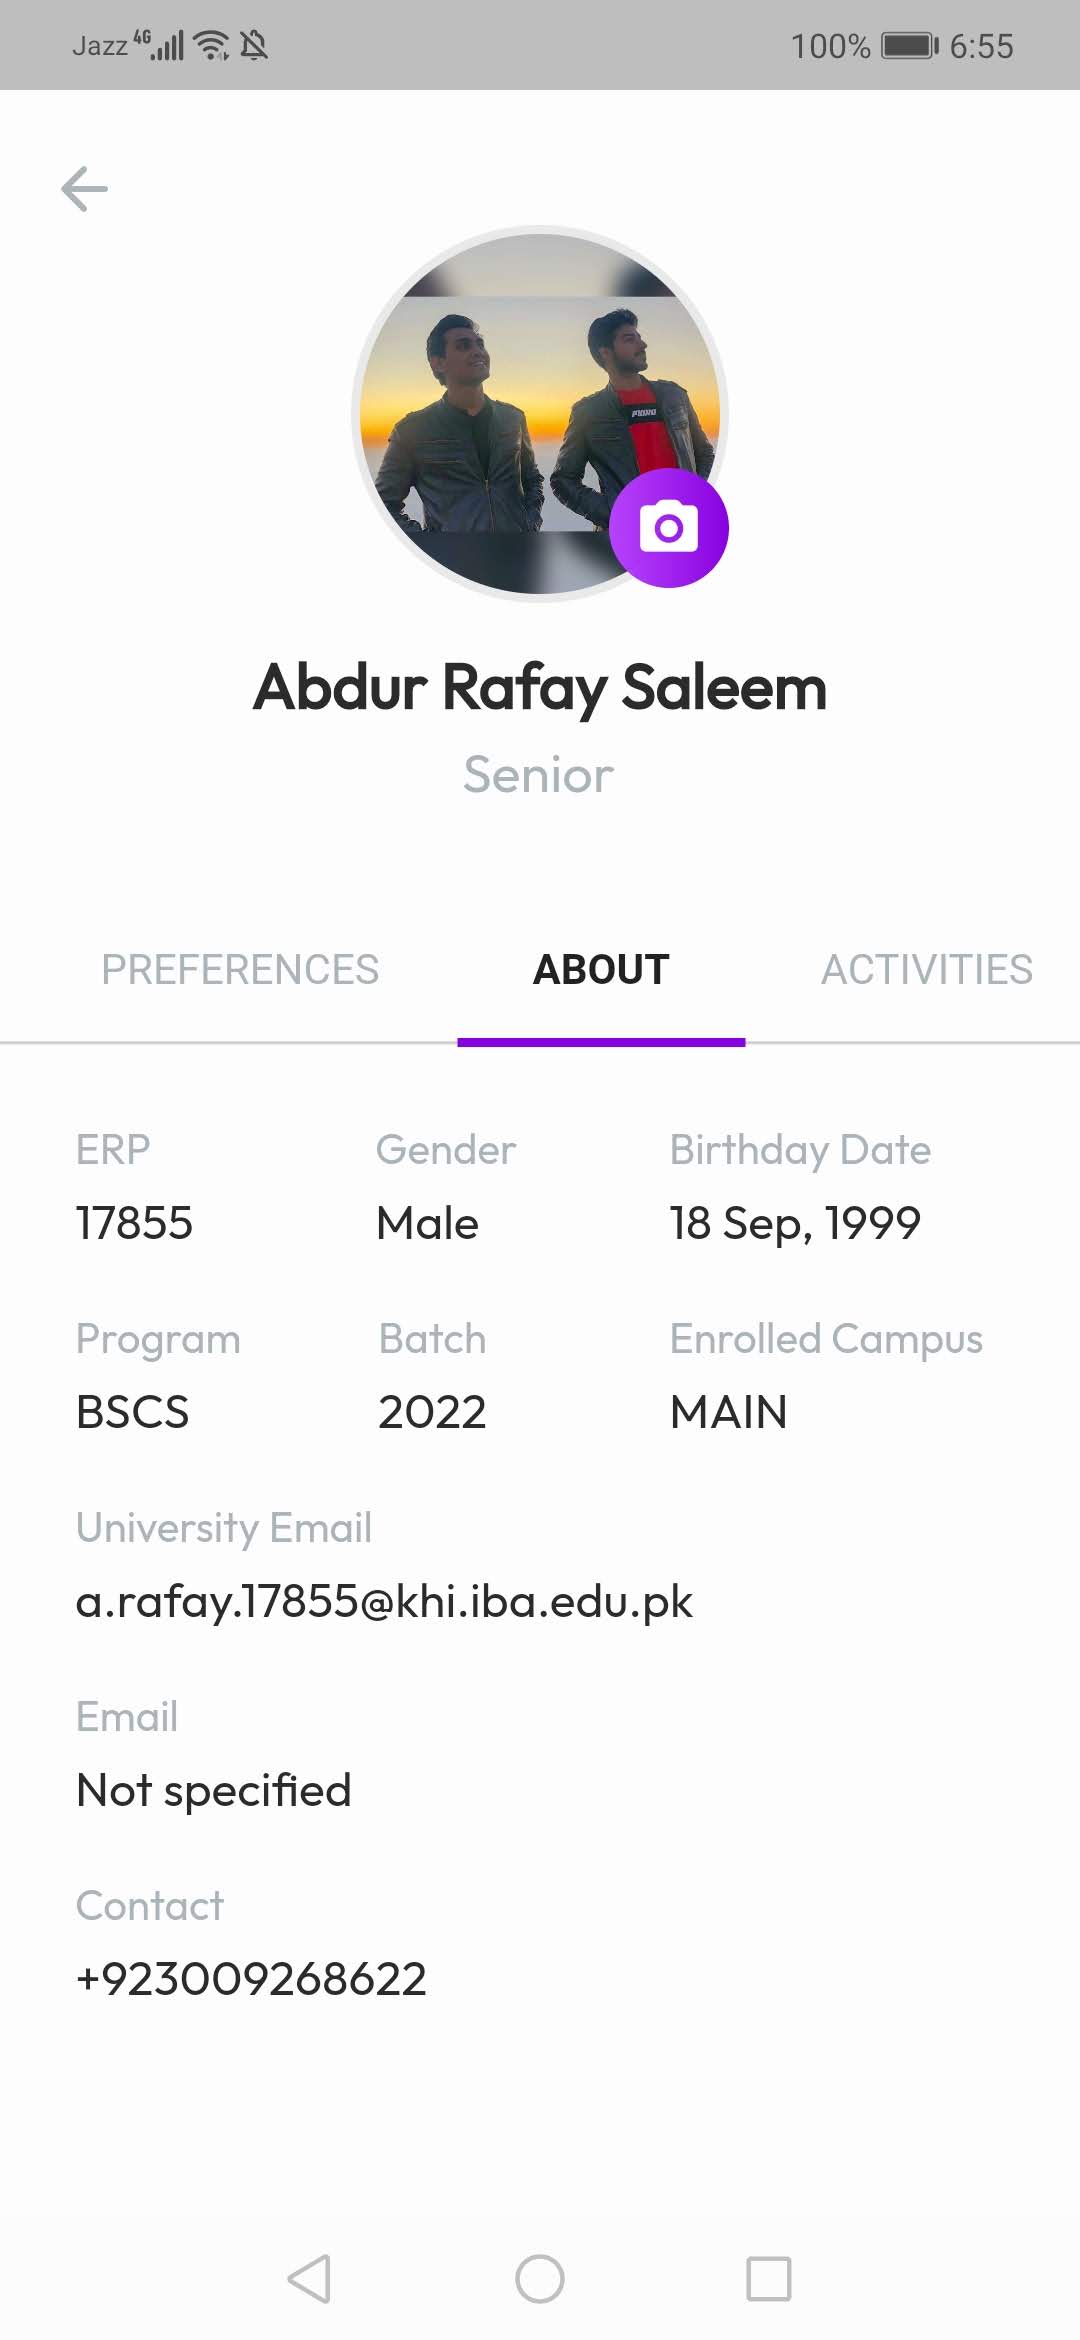 Jazz 4G 100% 6:55
PUMA
Abdur Rafay Saleem
Senior
PREFERENCES ABOUT ACTIVITIES
ERP Gender Birthday Date
17855 Male 18 Sep, 1999
Program Batch Enrolled Campus
BSCS 2022 MAIN
University Email
a.rafay.17855@khi.iba.edu.pk
Email
Not specified
Contact
+923009268622